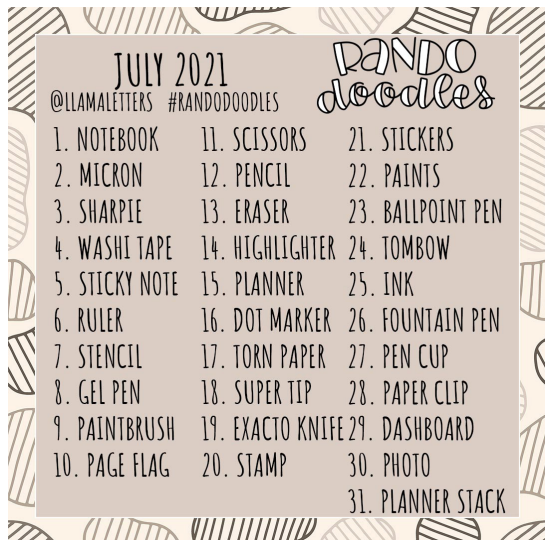 JULY 2021
@LLAMALETTERS #RANDODOODLES
RANDO
doodles
1. NOTEBOOK
2. MICRON
3. SHARPIE
4. WASHI TAPE
5. STICKY NOTE
6. RULER
7. STENCIL
8. GEL PEN
9. PAINTBRUSH
10. PAGE FLAG
11. SCISSORS
12. PENCIL
13. ERASER
14. HIGHLIGHTER
15. PLANNER
16. DOT MARKER
17. TORN PAPER
18. SUPER TIP
19. EXACTO KNIFE
20. STAMP
21. STICKERS
22. PAINTS
23. BALLPOINT PEN
24. TOMBOW
25. INK
26. FOUNTAIN PEN
27. PEN CUP
28. PAPER CLIP
29. DASHBOARD
30. PHOTO
31. PLANNER STACK